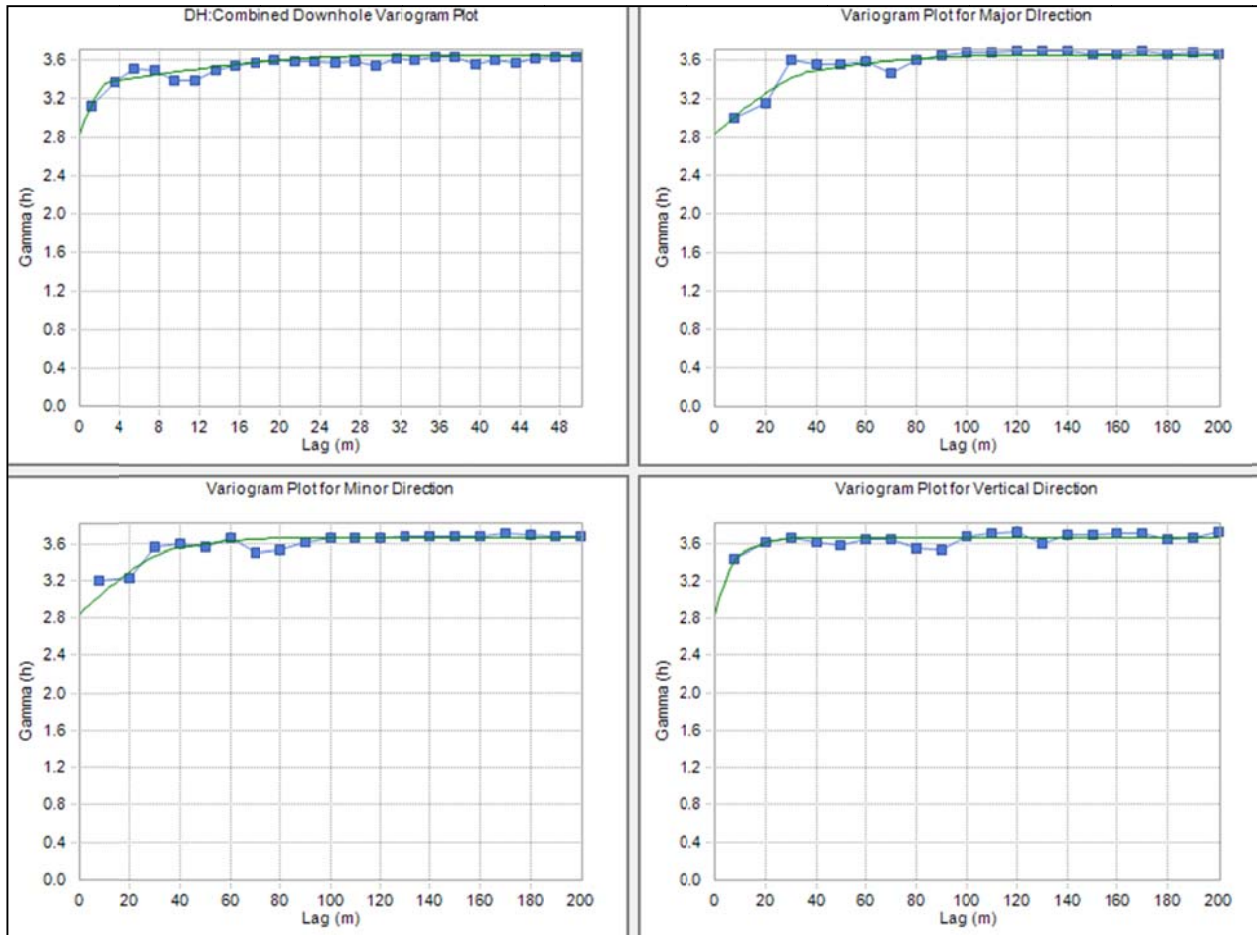 DH:Combined Downhole Variogram Plot
Gamma (h)
3.6
3.2
2.8
2.4
2.0
1.6
1.2
0.8
0.4
0.0
0 4 8 12 16 20 24 28 32 36 40 44 48
Lag (m)
Variogram Plot for Major DIrection
Gamma (h)
3.6
3.2
2.8
2.4
2.0
1.6
1.2
0.8
0.4
0.0
0 20 40 60 80 100 120 140 160 180 200
Lag (m)
Variogram Plot for Minor Direction
Gamma (h)
3.6
3.2
2.8
2.4
2.0
1.6
1.2
0.8
0.4
0.0
0 20 40 60 80 100 120 140 160 180 200
Lag (m)
Variogram Plot for Vertical Direction
Gamma (h)
3.6
3.2
2.8
2.4
2.0
1.6
1.2
0.8
0.4
0.0
0 20 40 60 80 100 120 140 160 180 200
Lag (m)